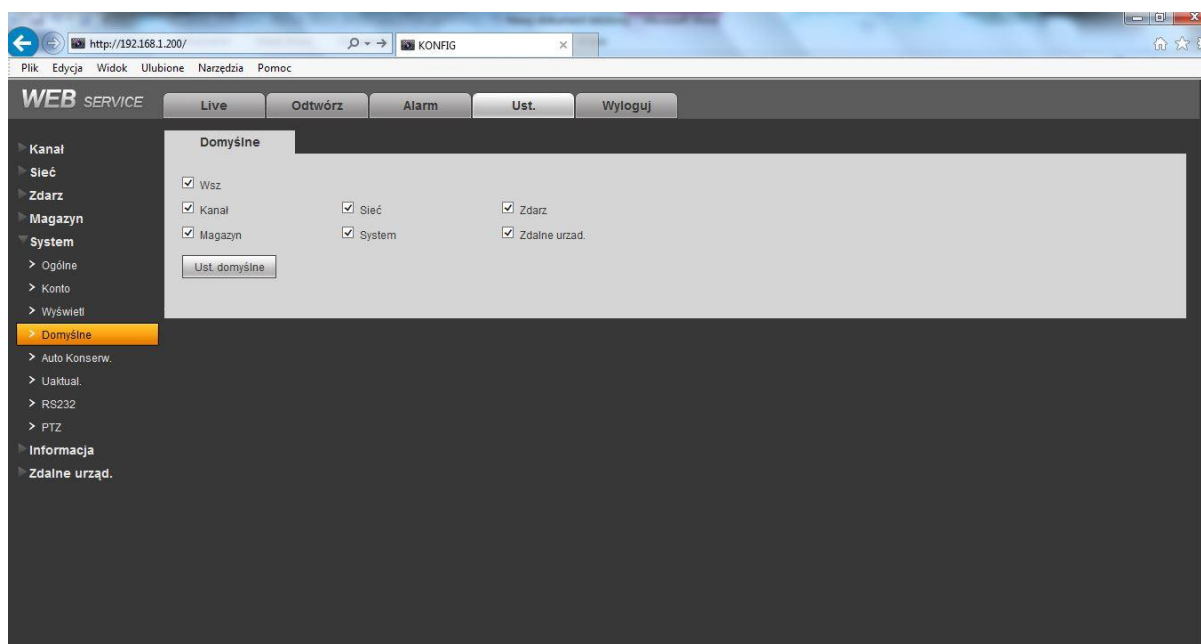 http://192.168.1.200/
KONFIG
Plik Edycja Widok Ulubione Narzędzia Pomoc
WEB SERVICE
Live Odtwórz Alarm Ust. Wyloguj
Kanał
Sieć
Zdarz
Magazyn
System
Ogólne
Konto
Wyświetl
Domyślne
Auto Konserw.
Uaktual.
RS232
PTZ
Informacja
Zdalne urząd.
Domyślne
Wsz
Kanał Sieć Zdarz
Magazyn System Zdalne urzad.
Ust. domyślne